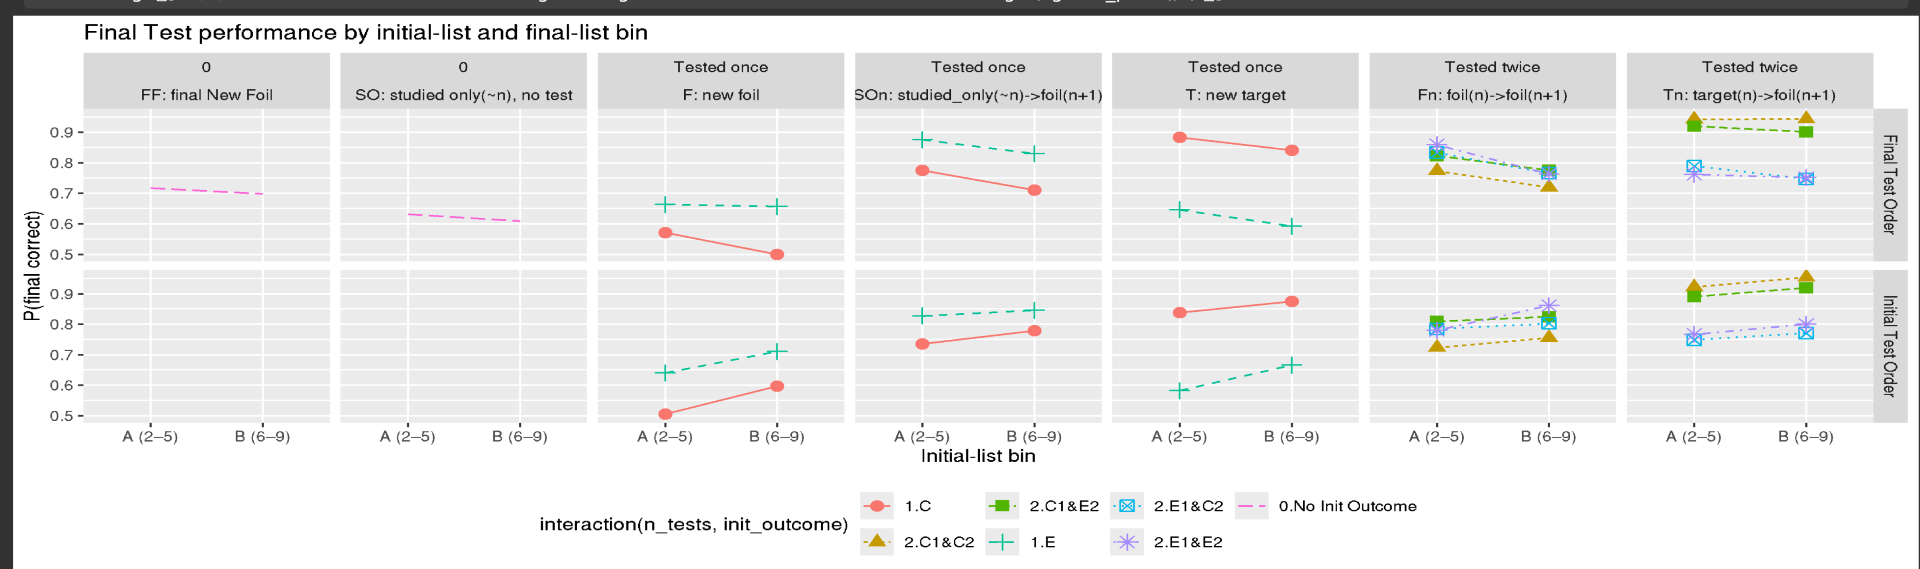 Final Test performance by initial-list and final-list bin
0 0 Tested once Tested once Tested once Tested twice Tested twice
FF: final New Foil SO: studied only(~n), no test F: new foil SOn: studied_only(~n)->foil(n+1) T: new target Fn: foil(n)->foil(n+1) Tn: target(n)->foil(n+1)
P(final correct)
0.9
0.8
0.7
0.6
0.5
Final Test Order
0.9
0.8
0.7
0.6
0.5
Initial Test Order
A (2–5) B (6–9) A (2–5) B (6–9) A (2–5) B (6–9) A (2–5) B (6–9) A (2–5) B (6–9) A (2–5) B (6–9) A (2–5) B (6–9)
Initial-list bin
interaction(n_tests, init_outcome)
1.C 2.C1&E2 2.E1&C2 0.No Init Outcome
2.C1&C2 1.E 2.E1&E2